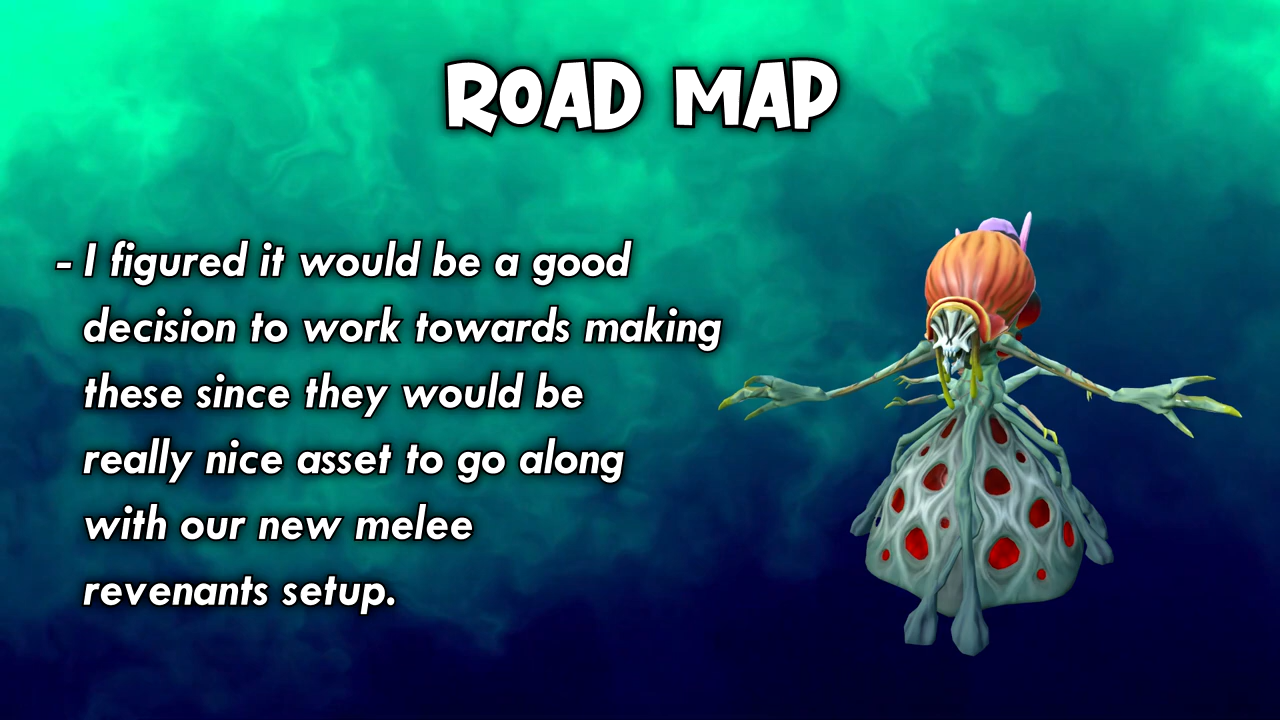 ROAD MAP
- I figured it would be a good
decision to work towards making
these since they would be
really nice asset to go along
with our new melee
revenants setup.